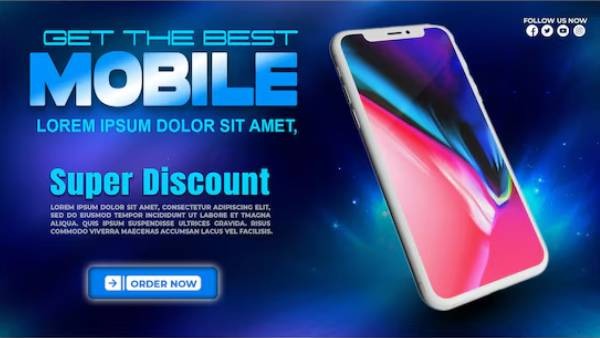 GET THE BEST
MOBILE
LOREM IPSUM DOLOR SIT AMET,
Super Discount
LOREM IPSUM DOLOR SIT AMET, CONSECTETUR ADIPISCING ELIT,
SED DO EIUSMOD TEMPOR INCIDIDUNT UT LABORE ET TMAGNA
ALIQUA. QUIS IPSUM SUSPENDISSE ULTRICES GRAVIDA. RISUS
COMMODO VIVERRA MAECENAS ACCUMSAN LACUS VEL FACILISIS.
ORDER NOW
FOLLOW US NOW